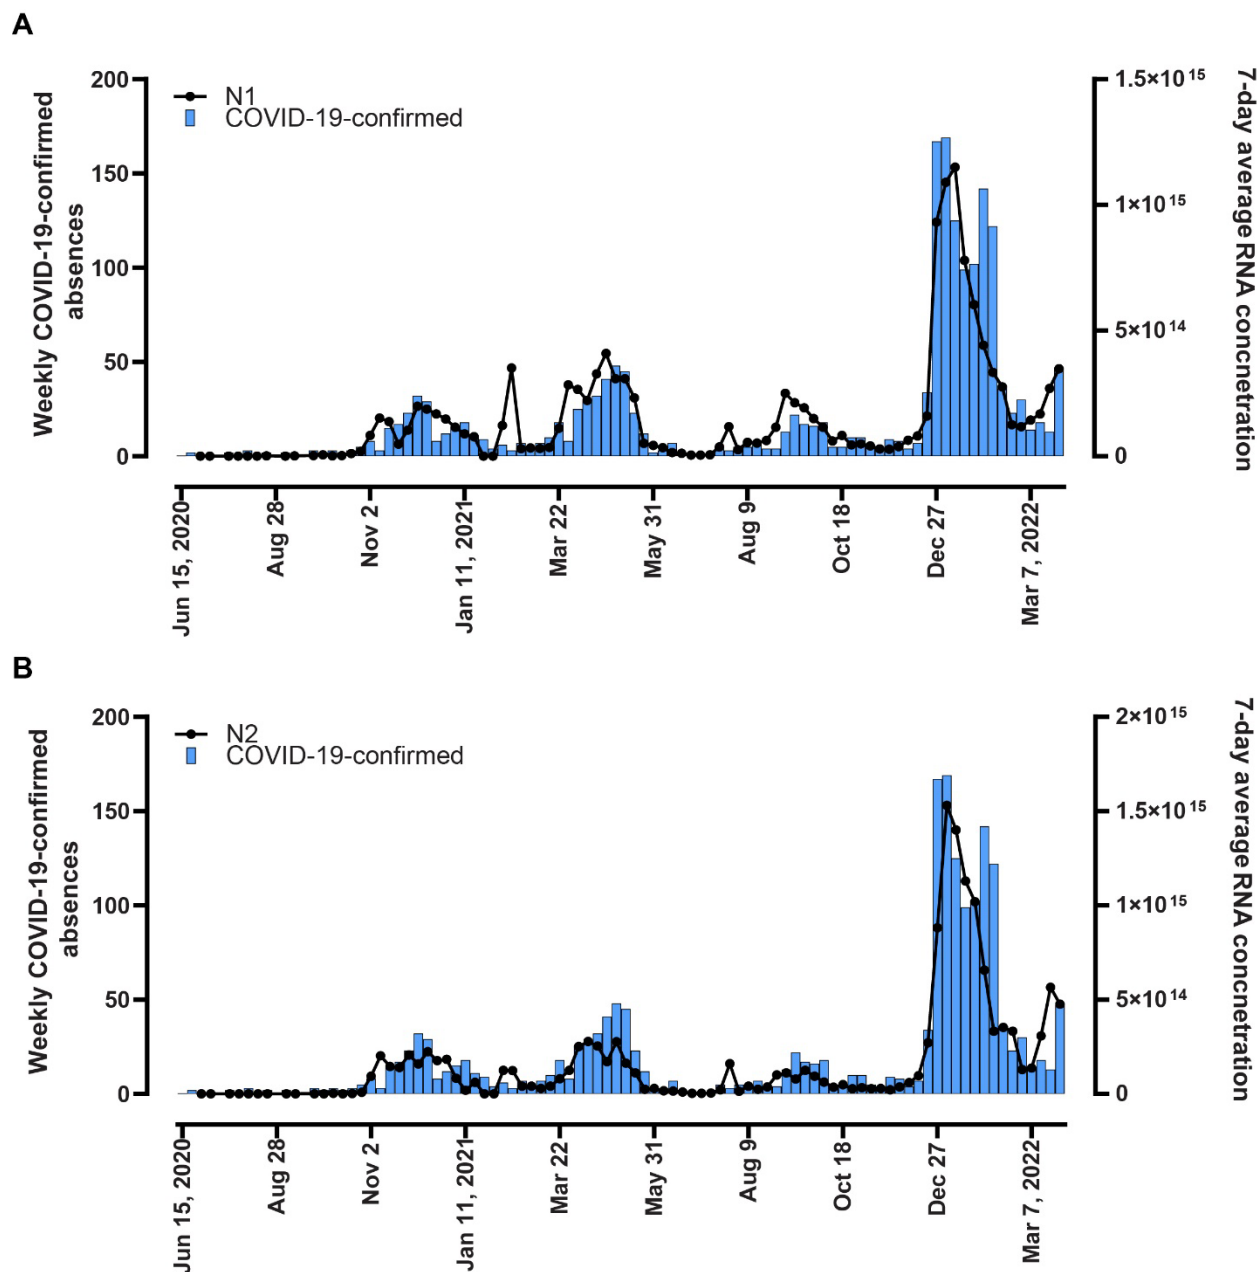 A
Weekly COVID-19-confirmed
absences
200
150
100
50
0
N1
COVID-19-confirmed
1.5×10¹⁵
1×10¹⁵
5×10¹⁴
0
7-day average RNA concnetration
Jun 15, 2020
Aug 28
Nov 2
Jan 11, 2021
Mar 22
May 31
Aug 9
Oct 18
Dec 27
Mar 7, 2022
B
Weekly COVID-19-confirmed
absences
200
150
100
50
0
N2
COVID-19-confirmed
2×10¹⁵
1.5×10¹⁵
1×10¹⁵
5×10¹⁴
0
7-day average RNA concnetration
Jun 15, 2020
Aug 28
Nov 2
Jan 11, 2021
Mar 22
May 31
Aug 9
Oct 18
Dec 27
Mar 7, 2022